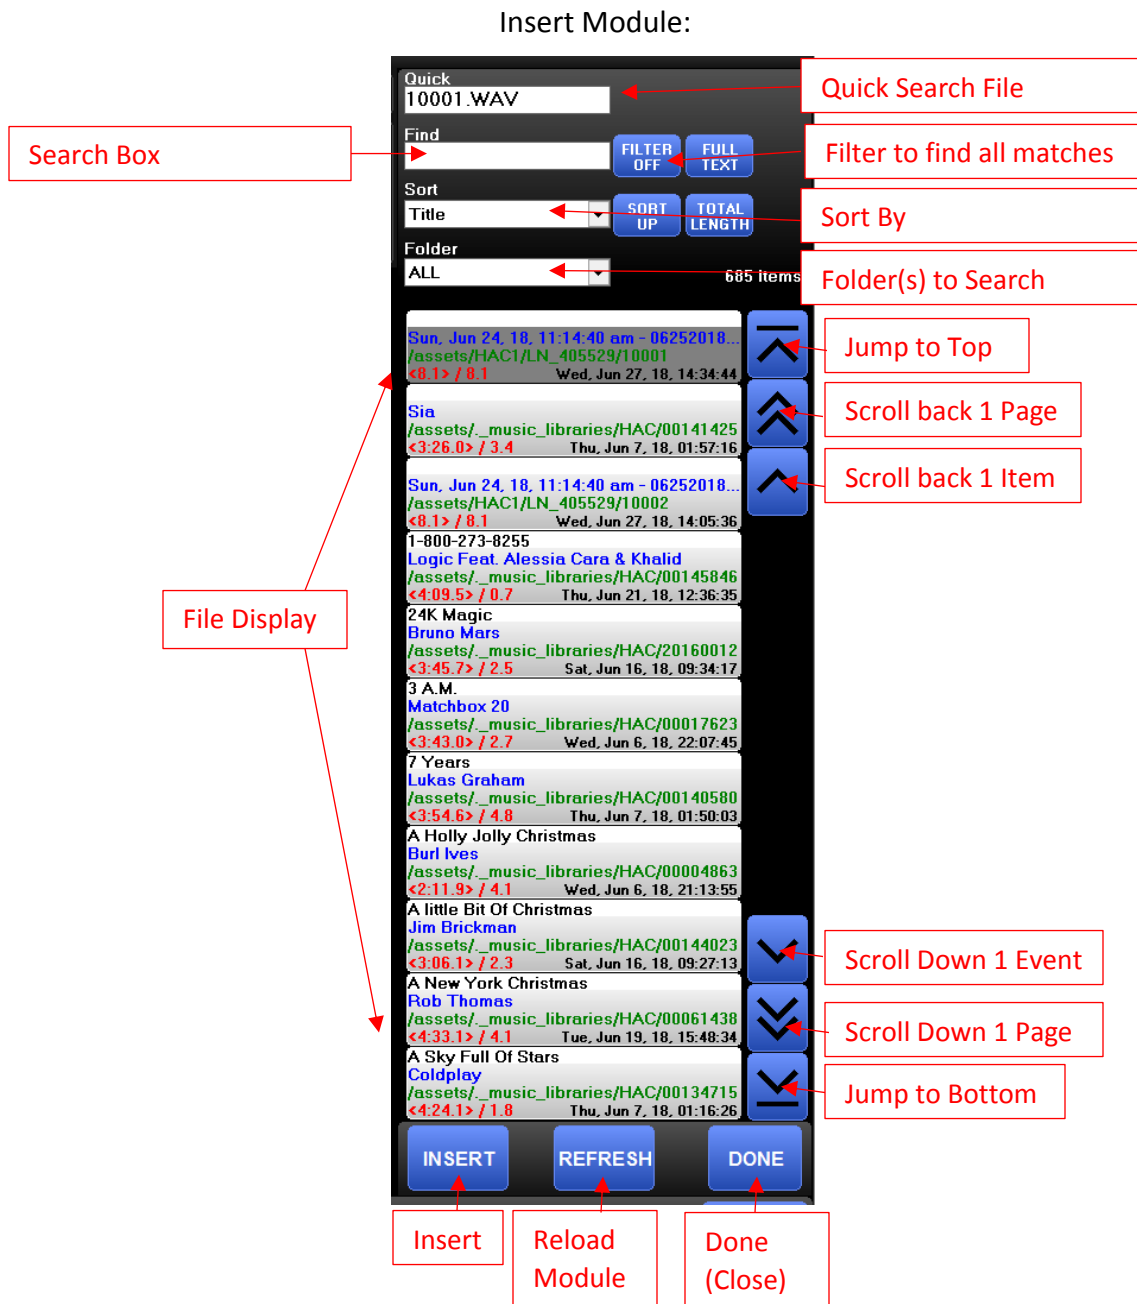 Insert Module:
Quick
10001.WAV
Quick Search File
Find
Search Box
FILTER OFF
FULL TEXT
Filter to find all matches
Sort
Title
SORT UP
TOTAL LENGTH
Sort By
Folder
ALL
685 items
Folder(s) to Search
Sun, Jun 24, 18, 11:14:40 am - 06252018...
/assets/HAC1/LN_405529/10001
<8.1> / 8.1 Wed, Jun 27, 18, 14:34:44
Jump to Top
Sia
/assets/._music_libraries/HAC/00141425
<3:26.0> / 3.4 Thu, Jun 7, 18, 01:57:16
Scroll back 1 Page
Sun, Jun 24, 18, 11:14:40 am - 06252018...
/assets/HAC1/LN_405529/10002
<8.1> / 8.1 Wed, Jun 27, 18, 14:05:36
Scroll back 1 Item
1-800-273-8255
Logic Feat. Alessia Cara & Khalid
/assets/._music_libraries/HAC/00145846
<4:09.5> / 0.7 Thu, Jun 21, 18, 12:36:35
File Display
24K Magic
Bruno Mars
/assets/._music_libraries/HAC/20160012
<3:45.7> / 2.5 Sat, Jun 16, 18, 09:34:17
3 A.M.
Matchbox 20
/assets/._music_libraries/HAC/00017623
<3:43.0> / 2.7 Wed, Jun 6, 18, 22:07:45
7 Years
Lukas Graham
/assets/._music_libraries/HAC/00140580
<3:54.6> / 4.8 Thu, Jun 7, 18, 01:50:03
A Holly Jolly Christmas
Burl Ives
/assets/._music_libraries/HAC/00004863
<2:11.9> / 4.1 Wed, Jun 6, 18, 21:13:55
A little Bit Of Christmas
Jim Brickman
/assets/._music_libraries/HAC/00144023
<3:06.1> / 2.3 Sat, Jun 16, 18, 09:27:13
Scroll Down 1 Event
A New York Christmas
Rob Thomas
/assets/._music_libraries/HAC/00061438
<4:33.1> / 4.1 Tue, Jun 19, 18, 15:48:34
Scroll Down 1 Page
A Sky Full Of Stars
Coldplay
/assets/._music_libraries/HAC/00134715
<4:24.1> / 1.8 Thu, Jun 7, 18, 01:16:26
Jump to Bottom
INSERT
REFRESH
DONE
Insert
Reload
Module
Done
(Close)